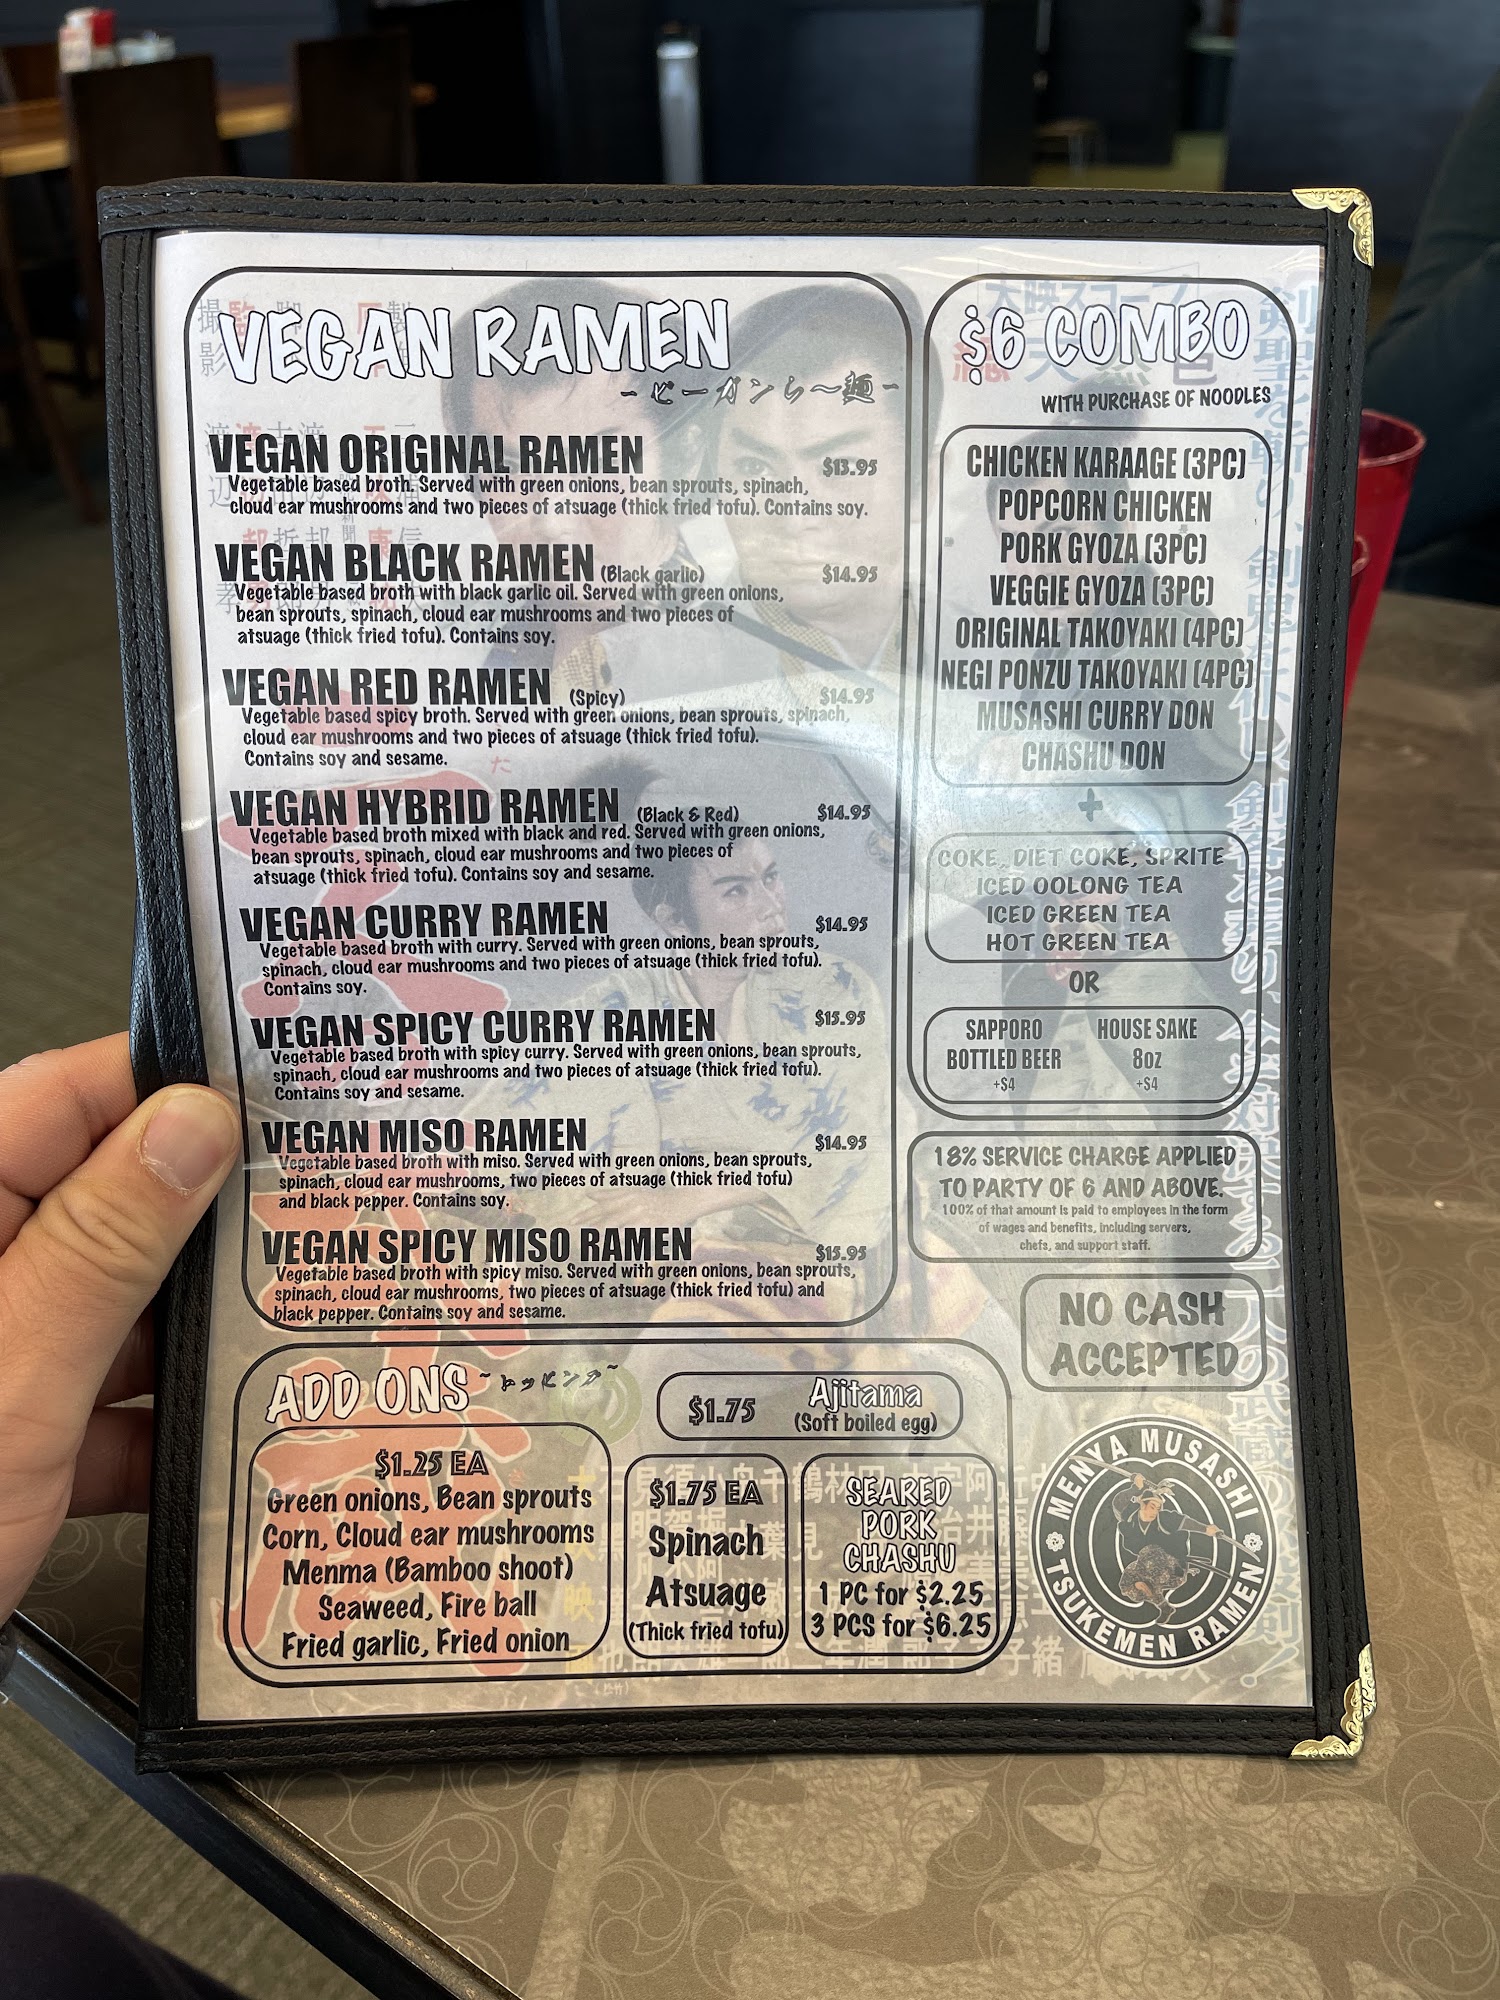 VEGAN RAMEN
~ビーガンらー麺~
VEGAN ORIGINAL RAMEN $13.95
Vegetable based broth. Served with green onions, bean sprouts, spinach,
cloud ear mushrooms and two pieces of atsuage (thick fried tofu). Contains soy.
VEGAN BLACK RAMEN (Black garlic) $14.95
Vegetable based broth with black garlic oil. Served with green onions,
bean sprouts, spinach, cloud ear mushrooms and two pieces of
atsuage (thick fried tofu). Contains soy.
VEGAN RED RAMEN (Spicy) $14.95
Vegetable based spicy broth. Served with green onions, bean sprouts, spinach,
cloud ear mushrooms and two pieces of atsuage (thick fried tofu).
Contains soy and sesame.
VEGAN HYBRID RAMEN (Black & Red) $14.95
Vegetable based broth mixed with black and red. Served with green onions,
bean sprouts, spinach, cloud ear mushrooms and two pieces of
atsuage (thick fried tofu). Contains soy and sesame.
VEGAN CURRY RAMEN $14.95
Vegetable based broth with curry. Served with green onions, bean sprouts,
spinach, cloud ear mushrooms and two pieces of atsuage (thick fried tofu).
Contains soy.
VEGAN SPICY CURRY RAMEN $15.95
Vegetable based broth with spicy curry. Served with green onions, bean sprouts,
spinach, cloud ear mushrooms and two pieces of atsuage (thick fried tofu).
Contains soy and sesame.
VEGAN MISO RAMEN $14.95
Vegetable based broth with miso. Served with green onions, bean sprouts,
spinach, cloud ear mushrooms, two pieces of atsuage (thick fried tofu)
and black pepper. Contains soy.
VEGAN SPICY MISO RAMEN $15.95
Vegetable based broth with spicy miso. Served with green onions, bean sprouts,
spinach, cloud ear mushrooms, two pieces of atsuage (thick fried tofu) and
black pepper. Contains soy and sesame.
$6 COMBO
WITH PURCHASE OF NOODLES
CHICKEN KARAAGE (3PC)
POPCORN CHICKEN
PORK GYOZA (3PC)
VEGGIE GYOZA (3PC)
ORIGINAL TAKOYAKI (4PC)
NEGI PONZU TAKOYAKI (4PC)
MUSASHI CURRY DON
CHASHU DON
+
COKE, DIET COKE, SPRITE
ICED OOLONG TEA
ICED GREEN TEA
HOT GREEN TEA
OR
SAPPORO
BOTTLED BEER
+$4
HOUSE SAKE
8oz
+$4
18% SERVICE CHARGE APPLIED
TO PARTY OF 6 AND ABOVE.
100% of that amount is paid to employees in the form
of wages and benefits, including servers,
chefs, and support staff.
NO CASH
ACCEPTED
ADD ONS ~トッピング~
$1.25 EA
Green onions, Bean sprouts
Corn, Cloud ear mushrooms
Menma (Bamboo shoot)
Seaweed, Fire ball
Fried garlic, Fried onion
$1.75 Ajitama
(Soft boiled egg)
$1.75 EA
Spinach
Atsuage
(Thick fried tofu)
SEARED
PORK
CHASHU
1 PC for $2.25
3 PCS for $6.25
MENYA MUSASHI
TSUKEMEN RAMEN